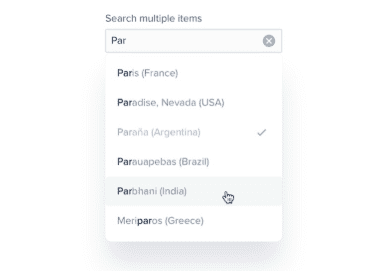 Search multiple items
Par
Paris (France)
Paradise, Nevada (USA)
Paraña (Argentina)
Parauapebas (Brazil)
Parbhani (India)
Meriparos (Greece)